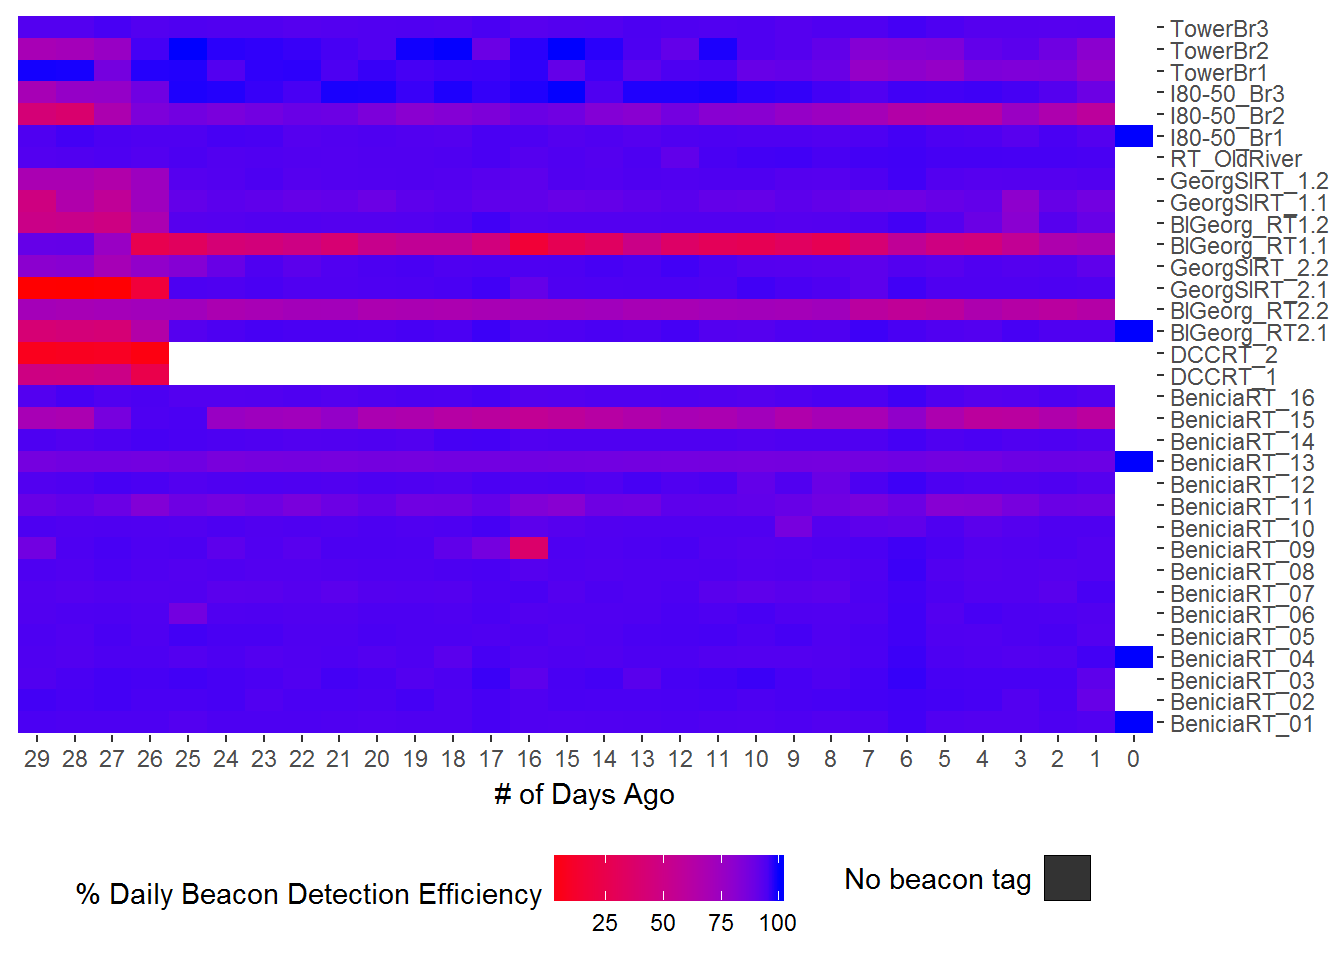 TowerBr3
TowerBr2
TowerBr1
I80-50_Br3
I80-50_Br2
I80-50_Br1
RT_OldRiver
GeorgSlRT_1.2
GeorgSlRT_1.1
BlGeorg_RT1.2
BlGeorg_RT1.1
GeorgSlRT_2.2
GeorgSlRT_2.1
BlGeorg_RT2.2
BlGeorg_RT2.1
DCCRT_2
DCCRT_1
BeniciaRT_16
BeniciaRT_15
BeniciaRT_14
BeniciaRT_13
BeniciaRT_12
BeniciaRT_11
BeniciaRT_10
BeniciaRT_09
BeniciaRT_08
BeniciaRT_07
BeniciaRT_06
BeniciaRT_05
BeniciaRT_04
BeniciaRT_03
BeniciaRT_02
BeniciaRT_01
29 28 27 26 25 24 23 22 21 20 19 18 17 16 15 14 13 12 11 10 9 8 7 6 5 4 3 2 1 0
# of Days Ago
% Daily Beacon Detection Efficiency
25 50 75 100
No beacon tag